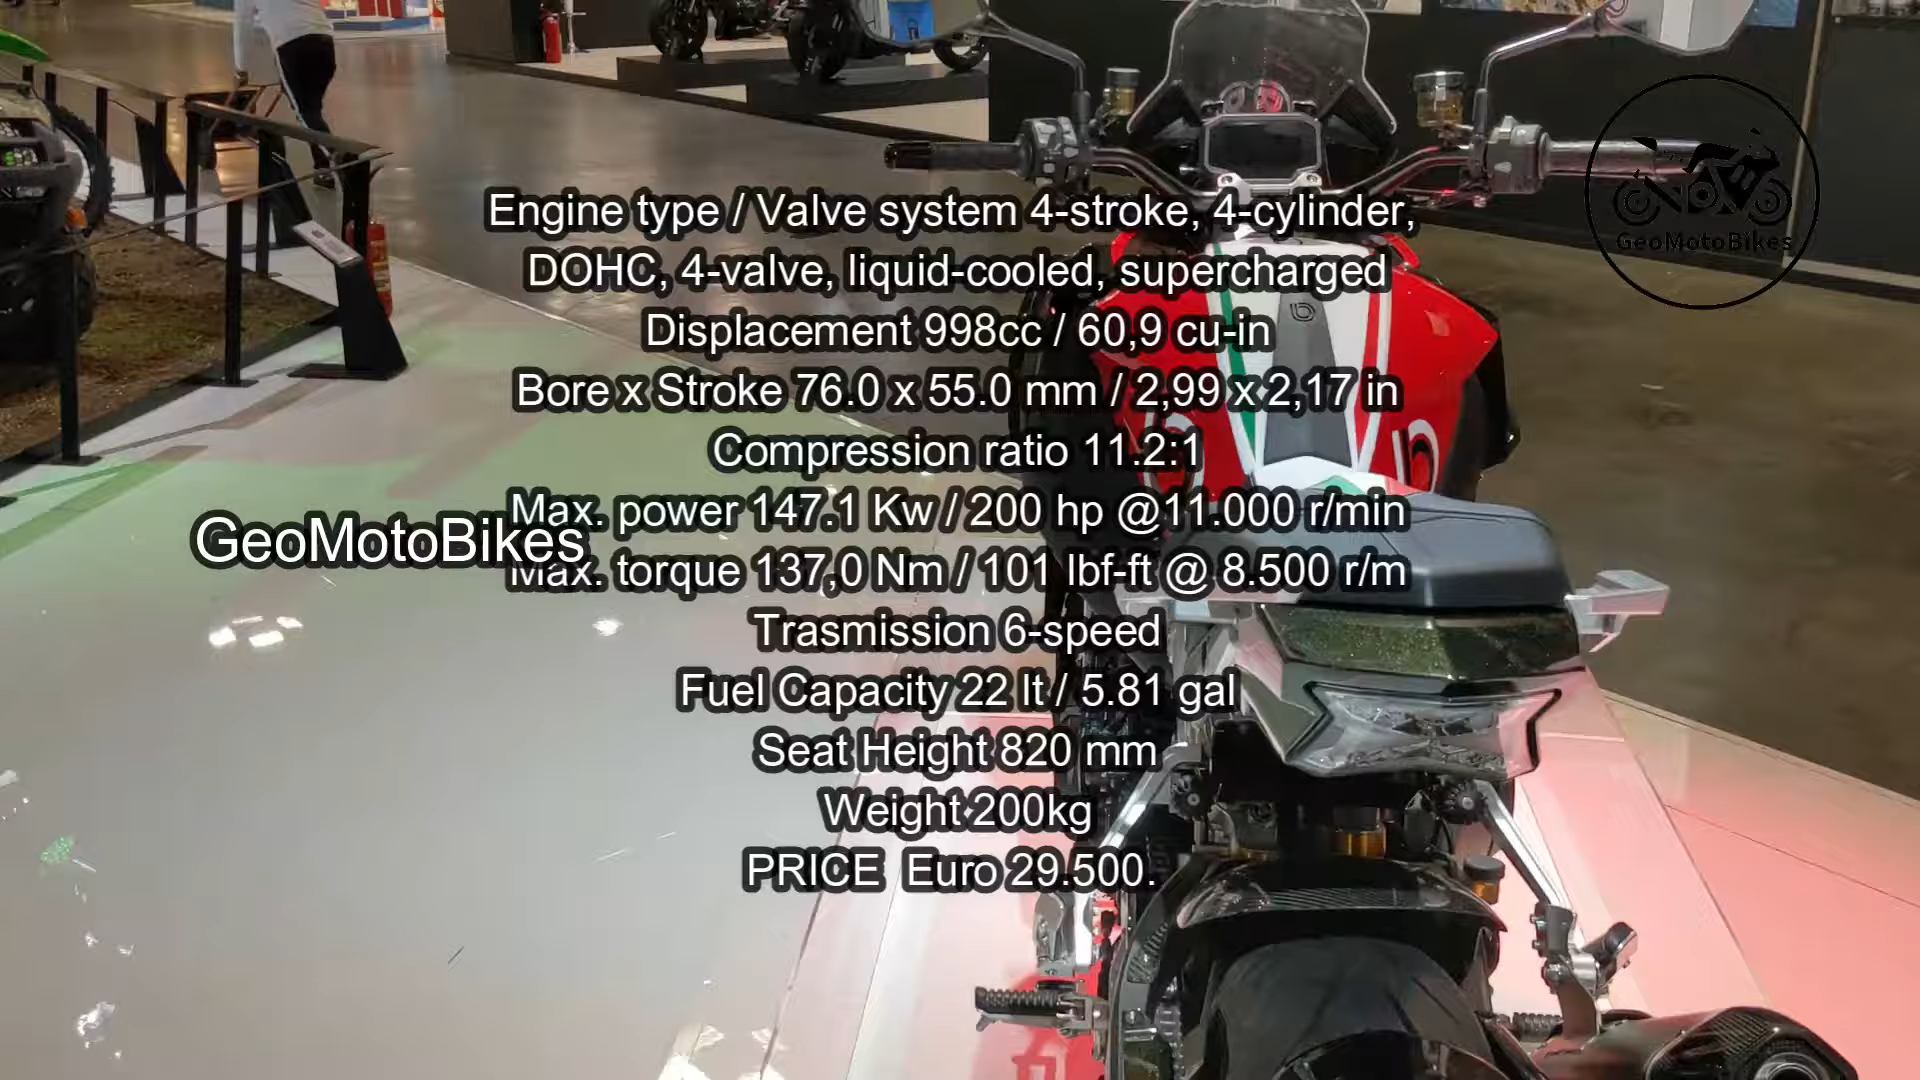 Engine type / Valve system 4-stroke, 4-cylinder,
DOHC, 4-valve, liquid-cooled, supercharged
Displacement 998cc / 60,9 cu-in
Bore x Stroke 76.0 x 55.0 mm / 2,99 x 2,17 in
Compression ratio 11.2:1
Max. power 147.1 Kw / 200 hp @11.000 r/min
GeoMotoBikes
Max. torque 137,0 Nm / 101 lbf-ft @ 8.500 r/m
Trasmission 6-speed
Fuel Capacity 22 lt / 5.81 gal
Seat Height 820 mm
Weight 200kg
PRICE  Euro 29.500.
GeoMotoBikes